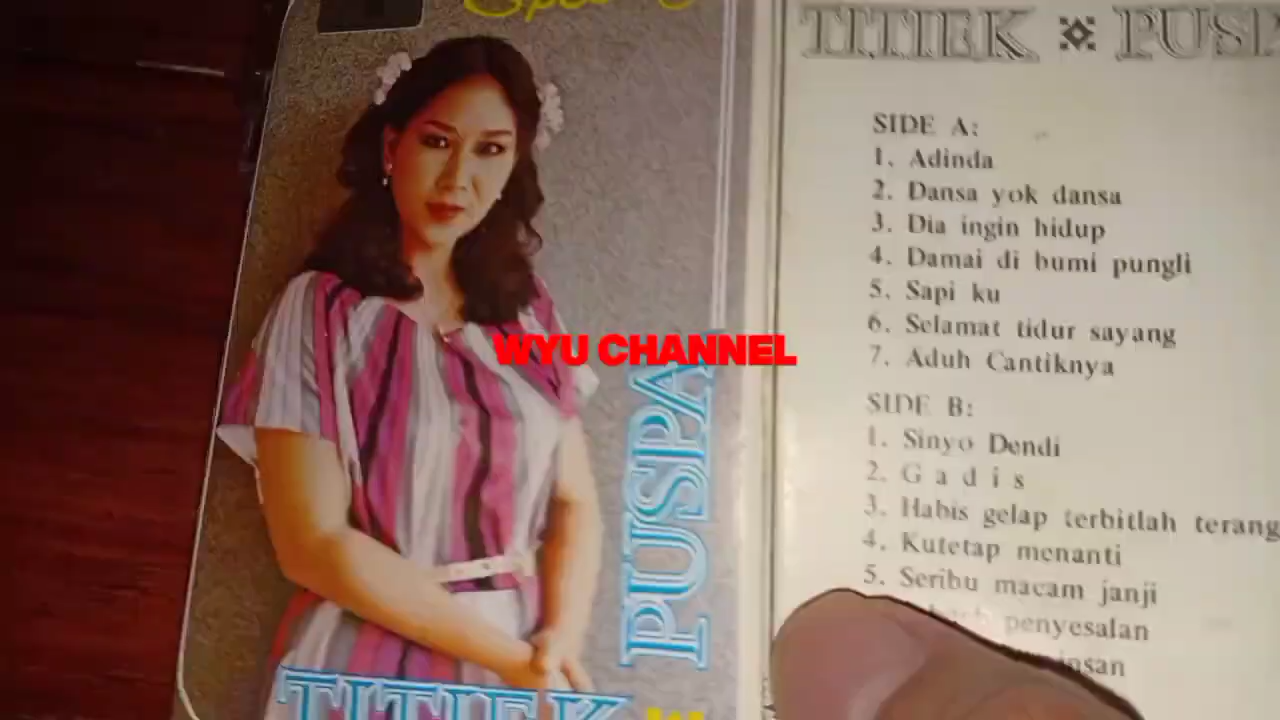 TITIEK PUSPA
SIDE A:
1. Adinda
2. Dansa yok dansa
3. Dia ingin hidup
4. Damai di bumi pungli
5. Sapi ku
6. Selamat tidur sayang
7. Aduh Cantiknya
SIDE B:
1. Sinyo Dendi
2. G a d i s
3. Habis gelap terbitlah terang
4. Kutetap menanti
5. Seribu macam janji
penyesalan
WYU CHANNEL
PUSPA
TITIEK